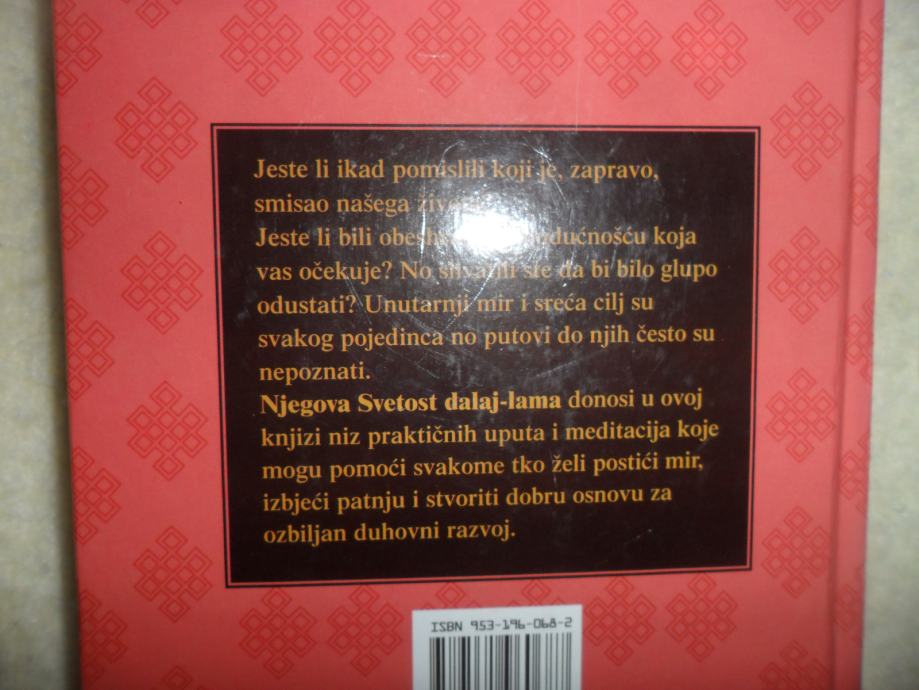 Jeste li ikad pomislili koji je, zapravo,
smisao našega
Jeste li bili koja
vas očekuje? No ste da bi bilo glupo
odustati? Unutarnji mir i sreća cilj su
svakog pojedinca no putovi do njih često su
nepoznati.
Njegova Svetost dalaj-lama donosi u ovoj
knjizi niz praktičnih uputa i meditacija koje
mogu pomoći svakome tko želi postići mir,
izbjeći patnju i stvoriti dobru osnovu za
ozbiljan duhovni razvoj.
ISBN 953-196-068-2